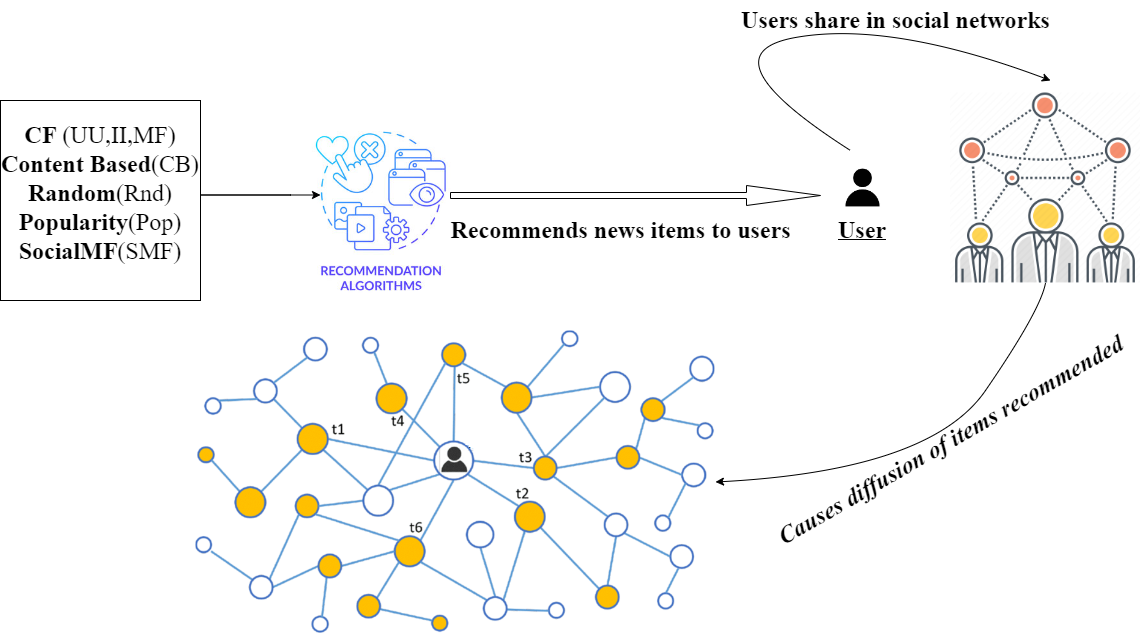 Users share in social networks
CF (UU,II,MF)
Content Based(CB)
Random(Rnd)
Popularity(Pop)
SocialMF(SMF)
RECOMMENDATION
ALGORITHMS
Recommends news items to users
User
Causes diffusion of items recommended
t5
t4
t1
t3
t2
t6